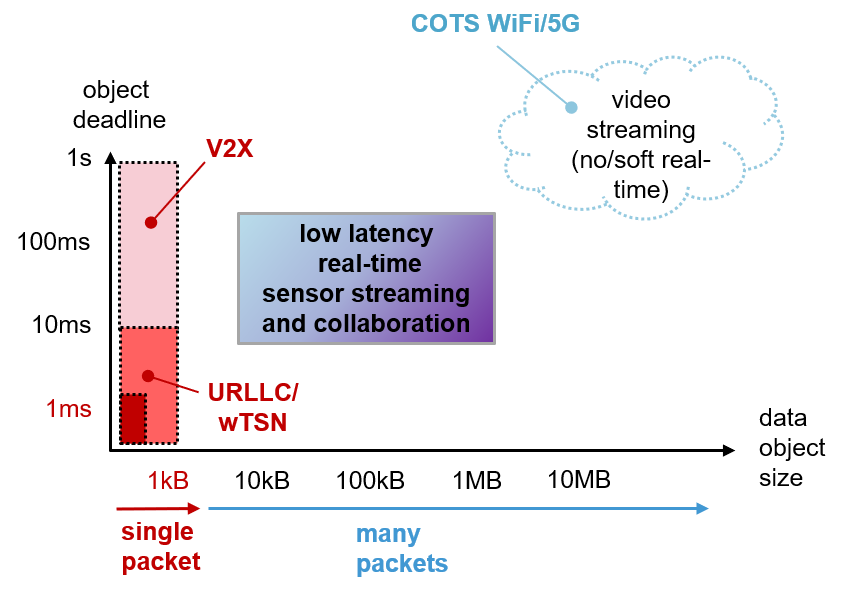 COTS WiFi/5G
object
deadline
video
streaming
(no/soft real-
time)
V2X
1s
100ms
low latency
real-time
sensor streaming
and collaboration
10ms
URLLC/
wTSN
1ms
data
object
size
1kB
10kB
100kB
1MB
10MB
single
packet
many
packets